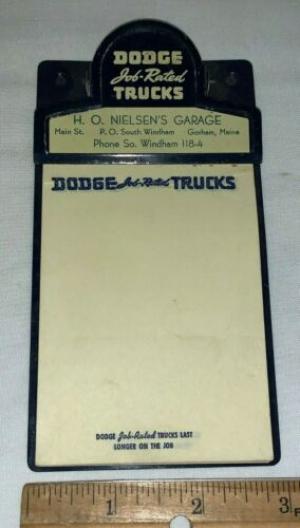 DODGE
Job-Rated
TRUCKS
H. O. NIELSEN'S GARAGE
Main St. P. O. South Windham Gorham, Maine
Phone So. Windham 118-4
DODGE Job-Rated TRUCKS
DODGE Job-Rated TRUCKS LAST
LONGER ON THE JOB
1 2 3